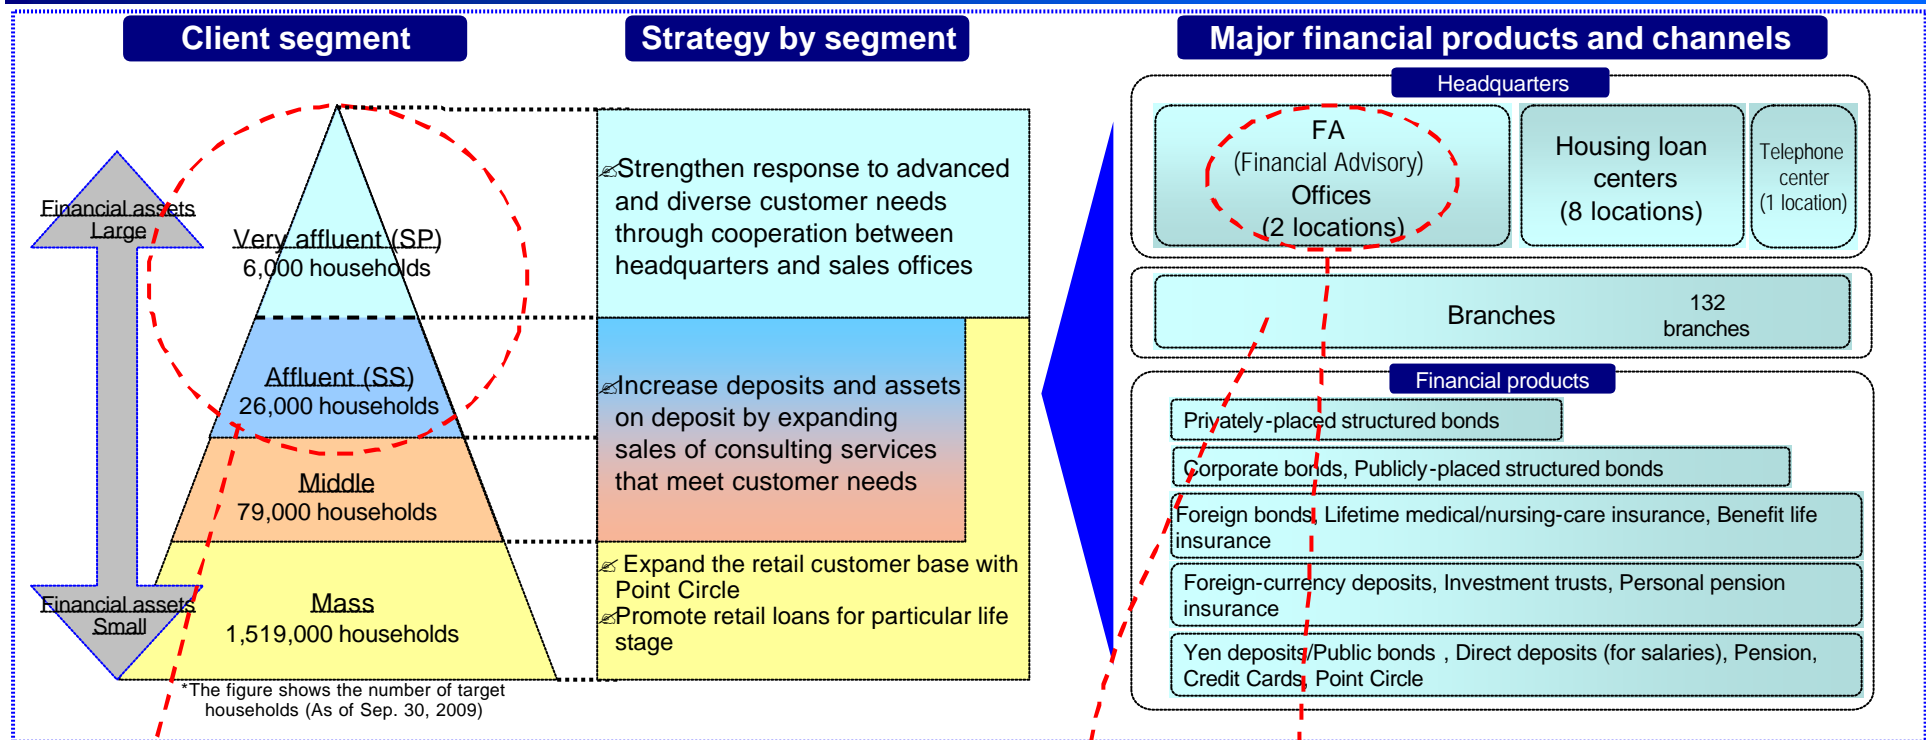 Client segment
Strategy by segment
Major financial products and channels
Financial assets
Large
Financial assets
Small
Very affluent (SP)
6,000 households
Affluent (SS)
26,000 households
Middle
79,000 households
Mass
1,519,000 households
*The figure shows the number of target
households (As of Sep. 30, 2009)
Strengthen response to advanced
and diverse customer needs
through cooperation between
headquarters and sales offices
Increase deposits and assets
on deposit by expanding
sales of consulting services
that meet customer needs
Expand the retail customer base with
Point Circle
Promote retail loans for particular life
stage
Headquarters
FA
(Financial Advisory)
Offices
(2 locations)
Housing loan
centers
(8 locations)
Telephone
center
(1 location)
Branches
132
branches
Financial products
Privately-placed structured bonds
Corporate bonds, Publicly-placed structured bonds
Foreign bonds, Lifetime medical/nursing-care insurance, Benefit life
insurance
Foreign-currency deposits, Investment trusts, Personal pension
insurance
Yen deposits/Public bonds , Direct deposits (for salaries), Pension,
Credit Cards, Point Circle